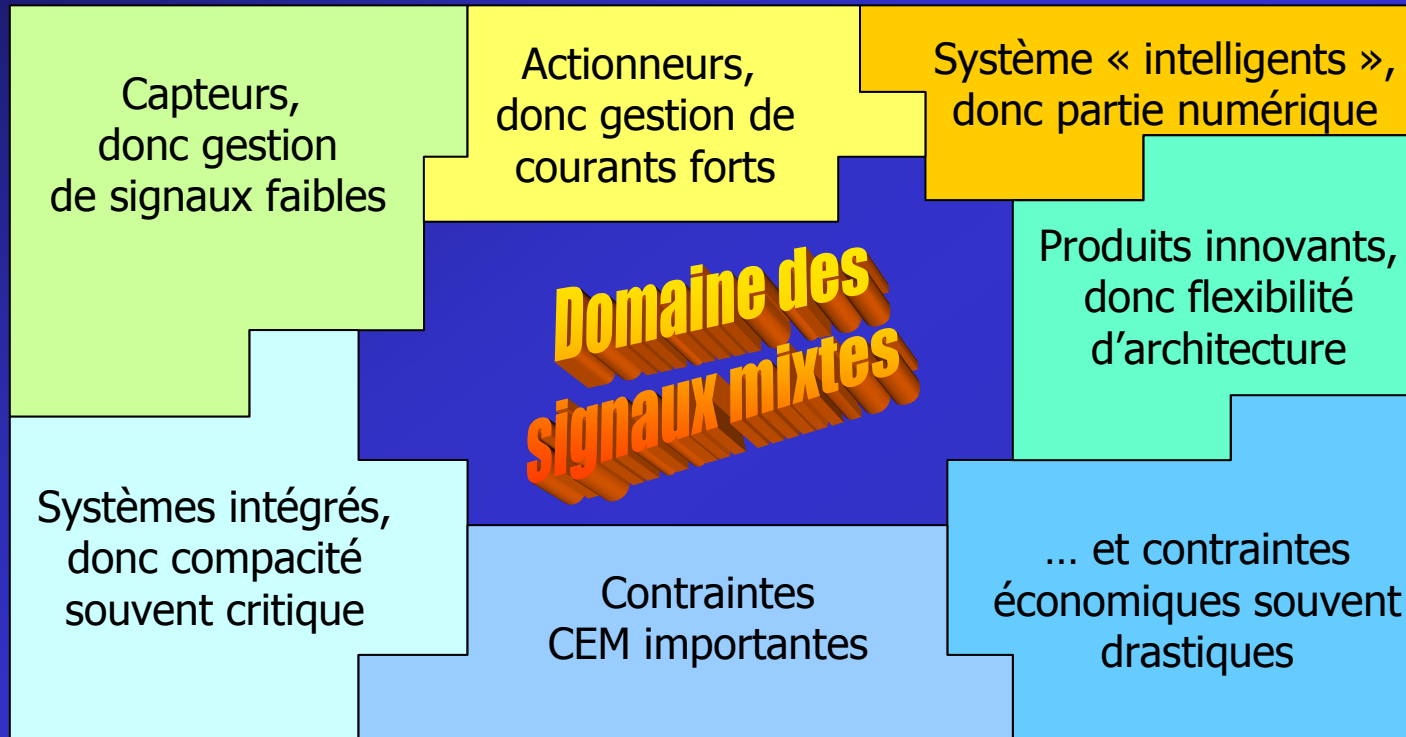 Capteurs,
donc gestion
de signaux faibles
Actionneurs,
donc gestion de
courants forts
Système « intelligents »,
donc partie numérique
Produits innovants,
donc flexibilité
d’architecture
Domaine des
signaux mixtes
Systèmes intégrés,
donc compacité
souvent critique
Contraintes
CEM importantes
… et contraintes
économiques souvent
drastiques